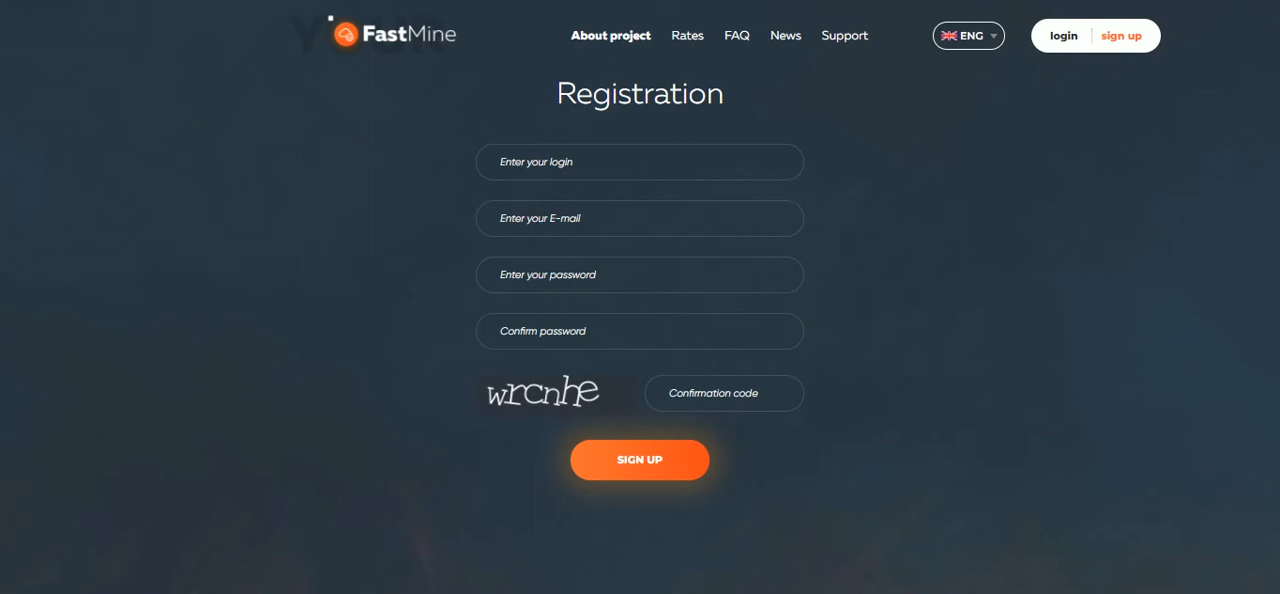 FastMine
About project Rates FAQ News Support
ENG
login sign up
Registration
Enter your login
Enter your E-mail
Enter your password
Confirm password
wrcnhe Confirmation code
SIGN UP